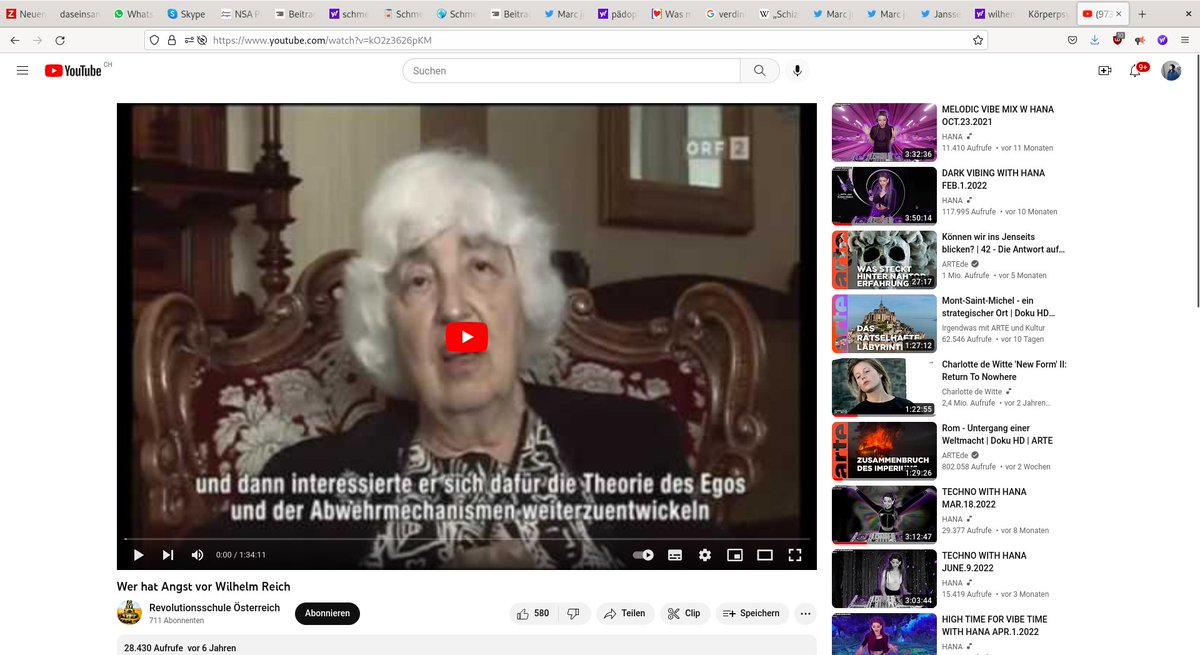 Neuen
daseinsan
Whats
Skype
NSA P
Beitra
schme
Schme
Schme
Beitra
Marc j
pädop
Was n
verdin
„Schiz
Marc j
Marc j
Jansse
wilhen
Körperps
(973
https://www.youtube.com/watch?v=kO2z3626pKM
YouTube CH
Suchen
9+
ORF 2
und dann interessierte er sich dafür die Theorie des Egos
und der Abwehrmechanismen weiterzuentwickeln
0:00 / 1:34:11
Wer hat Angst vor Wilhelm Reich
Revolutionsschule Österreich
711 Abonnenten
Abonnieren
580
Teilen
Clip
Speichern
28.430 Aufrufe vor 6 Jahren
3:32:36
MELODIC VIBE MIX W HANA
OCT.23.2021
HANA
11.410 Aufrufe • vor 11 Monaten
3:50:14
DARK VIBING WITH HANA
FEB.1.2022
HANA
117.995 Aufrufe • vor 10 Monaten
arte
WAS STECKT
HINTER NAHTOD-
ERFAHRUNG
27:17
Können wir ins Jenseits
blicken? | 42 - Die Antwort auf...
ARTEde
1 Mio. Aufrufe • vor 5 Monaten
arte
DAS
RÄTSELHAFTE
LABYRINTH
1:27:12
Mont-Saint-Michel - ein
strategischer Ort | Doku HD...
Irgendwas mit ARTE und Kultur
62.546 Aufrufe • vor 10 Tagen
1:22:55
Charlotte de Witte 'New Form' II:
Return To Nowhere
Charlotte de Witte
2,4 Mio. Aufrufe • vor 2 Jahren...
arte
ZUSAMMENBRUCH
DES IMPERIUMS
1:29:26
Rom - Untergang einer
Weltmacht | Doku HD | ARTE
ARTEde
802.058 Aufrufe • vor 2 Wochen
3:12:47
TECHNO WITH HANA
MAR.18.2022
HANA
29.377 Aufrufe • vor 8 Monaten
3:03:44
TECHNO WITH HANA
JUNE.9.2022
HANA
15.419 Aufrufe • vor 3 Monaten
HIGH TIME FOR VIBE TIME
WITH HANA APR.1.2022
HANA